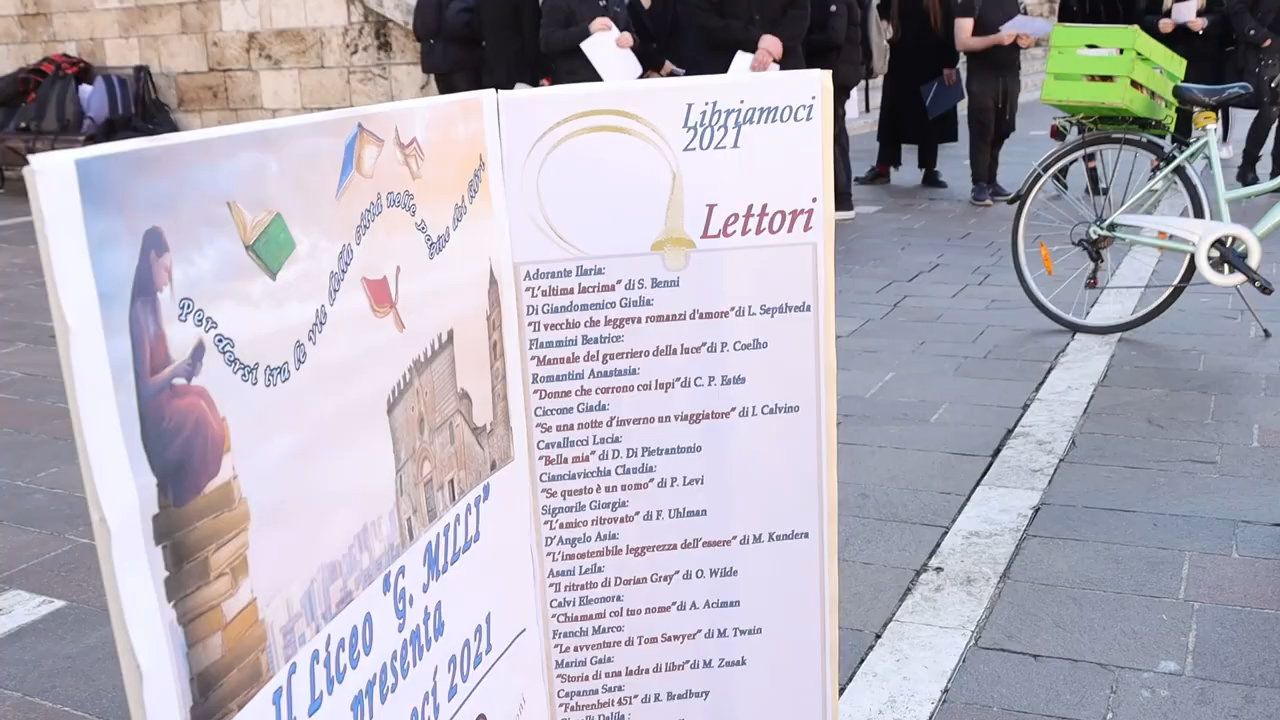 Perdersi tra le vie della città nelle
dei libri
Il Liceo "G. MILLI"
presenta
2021
Libriamoci
2021
Lettori
Adorante Ilaria:
"L'ultima lacrima" di S. Benni
Di Giandomenico Giulia:
"Il vecchio che leggeva romanzi d'amore"di L. Sepúlveda
Flammini Beatrice:
"Manuale del guerriero della luce"di P. Coelho
Romantini Anastasia:
"Donne che corrono coi lupi"di C. P. Estés
Ciccone Giada:
"Se una notte d'inverno un viaggiatore" di I. Calvino
Cavallucci Lucia:
"Bella mia" di D. Di Pietrantonio
Cianciavicchia Claudia:
"Se questo è un uomo" di P. Levi
Signorile Giorgia:
"L'amico ritrovato" di F. Uhlman
D'Angelo Asia:
"L'insostenibile leggerezza dell'essere" di M. Kundera
Asani Leila:
"Il ritratto di Dorian Gray" di O. Wilde
Calvi Eleonora:
"Chiamami col tuo nome" di A. Aciman
Franchi Marco:
"Le avventure di Tom Sawyer" di M. Twain
Marini Gaia:
"Storia di una ladra di libri"di M. Zusak
Capanna Sara:
"Fahrenheit 451" di R. Bradbury